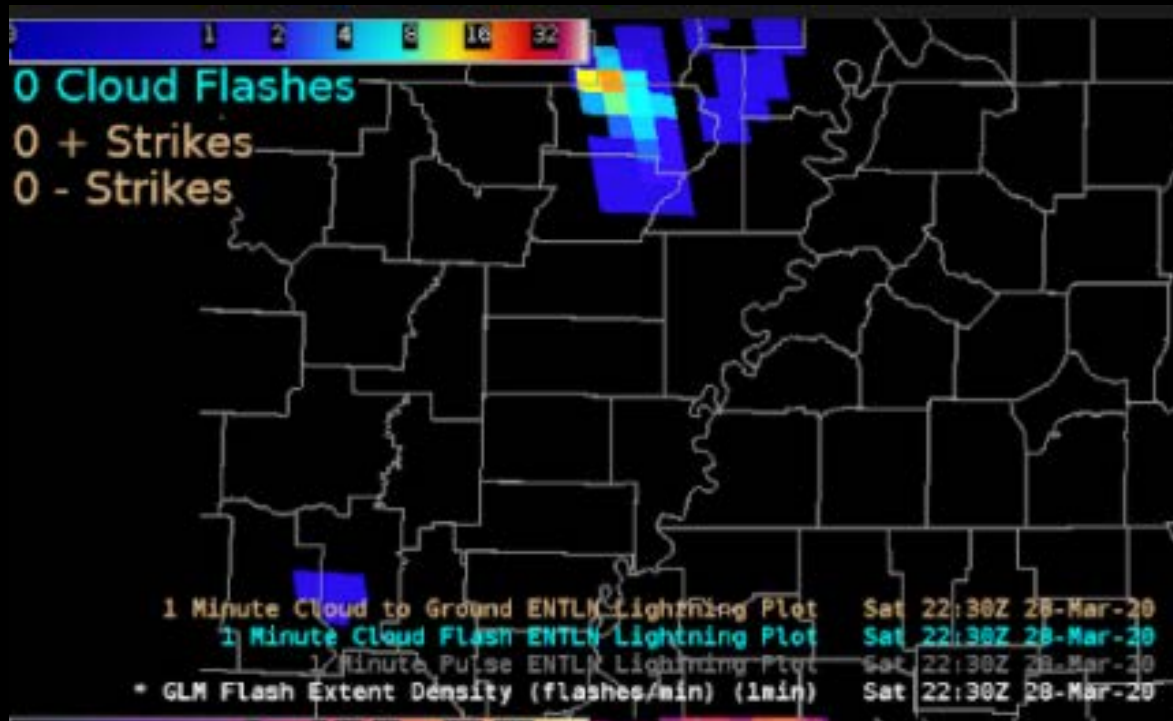 1 2 4 8 16 32
0 Cloud Flashes
0 + Strikes
0 - Strikes
1 Minute Cloud to Ground ENTLN Lightning Plot Sat 22:30Z 28-Mar-20
1 Minute Cloud Flash ENTLN Lightning Plot Sat 22:30Z 28-Mar-20
1 Minute Pulse ENTLN Lightning Plot Sat 22:30Z 28-Mar-20
* GLM Flash Extent Density (flashes/min) (1min) Sat 22:30Z 28-Mar-20